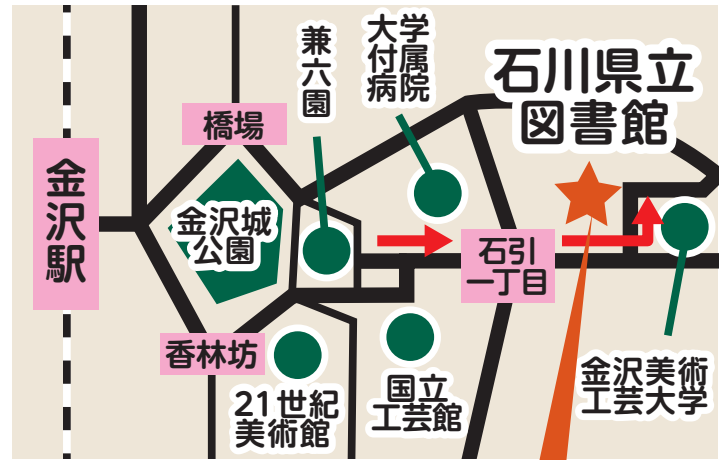 兼六園
大学
付属
病院
石川県立
図書館
橋場
金沢駅
金沢城
公園
石引
一丁目
香林坊
21世紀
美術館
国立
工芸館
金沢美術
工芸大学